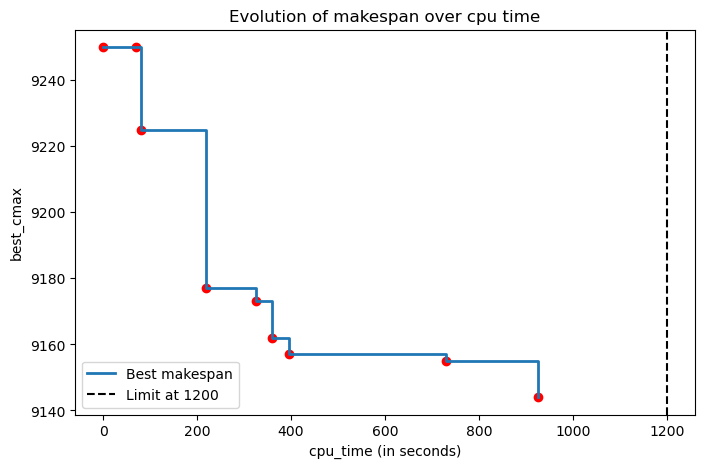 Evolution of makespan over cpu time
best_cmax
9240
9220
9200
9180
9160
9140
Best makespan
Limit at 1200
0
200
400
600
800
1000
1200
cpu_time (in seconds)